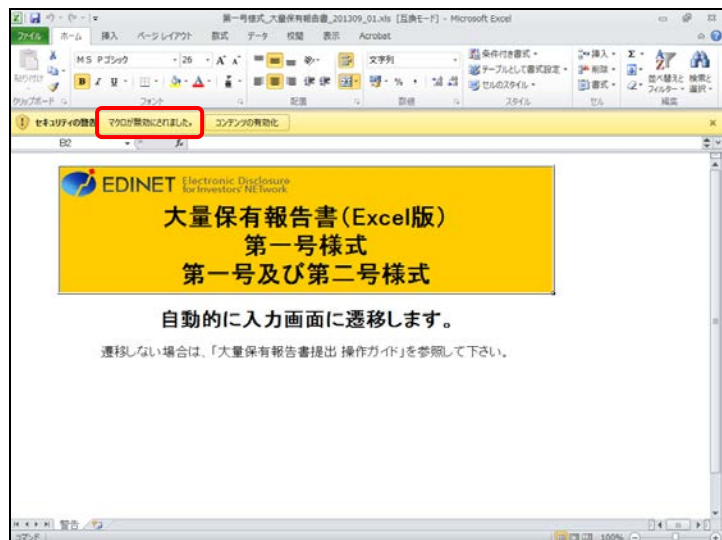 第一号様式_大量保有報告書_201309_01.xls [互換モード] - Microsoft Excel
ファイル ホーム 挿入 ページ レイアウト 数式 データ 校閲 表示 Acrobat
貼り付け
MS Pゴシック 26
文字列
条件付き書式
テーブルとして書式設定
セルのスタイル
挿入
削除
書式
並べ替えと フィルター
検索と 選択
クリップボード フォント 配置 数値 スタイル セル 編集
セキュリティの警告 マクロが無効にされました。 コンテンツの有効化
B2 fx
EDINET Electronic Disclosure
for Investors' NETwork
大量保有報告書(Excel版)
第一号様式
第一号及び第二号様式
自動的に入力画面に遷移します。
遷移しない場合は、「大量保有報告書提出 操作ガイド」を参照して下さい。
警告
コマンド 100%